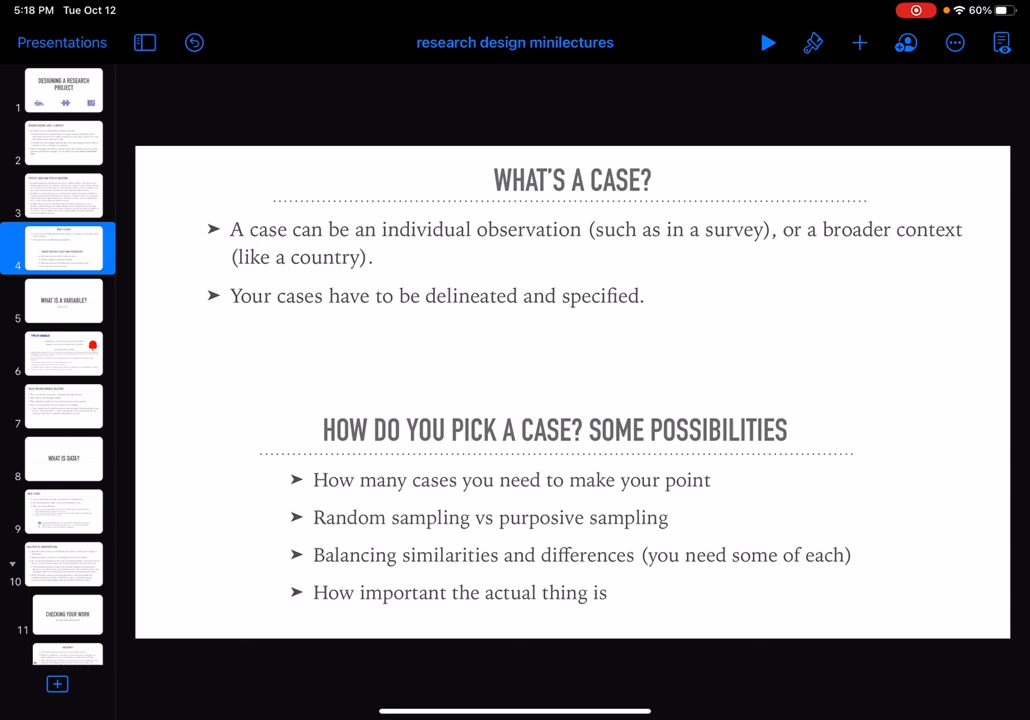 5:18 PM Tue Oct 12
60%
Presentations
research design minilectures
DESIGNING A RESEARCH
PROJECT
1
2
3
4
WHAT IS A VARIABLE?
5
6
7
WHAT IS DATA?
8
9
10
CHECKING YOUR WORK
11
WHAT'S A CASE?
➤ A case can be an individual observation (such as in a survey), or a broader context
(like a country).
➤ Your cases have to be delineated and specified.
HOW DO YOU PICK A CASE? SOME POSSIBILITIES
➤ How many cases you need to make your point
➤ Random sampling vs purposive sampling
➤ Balancing similarities and differences (you need some of each)
➤ How important the actual thing is